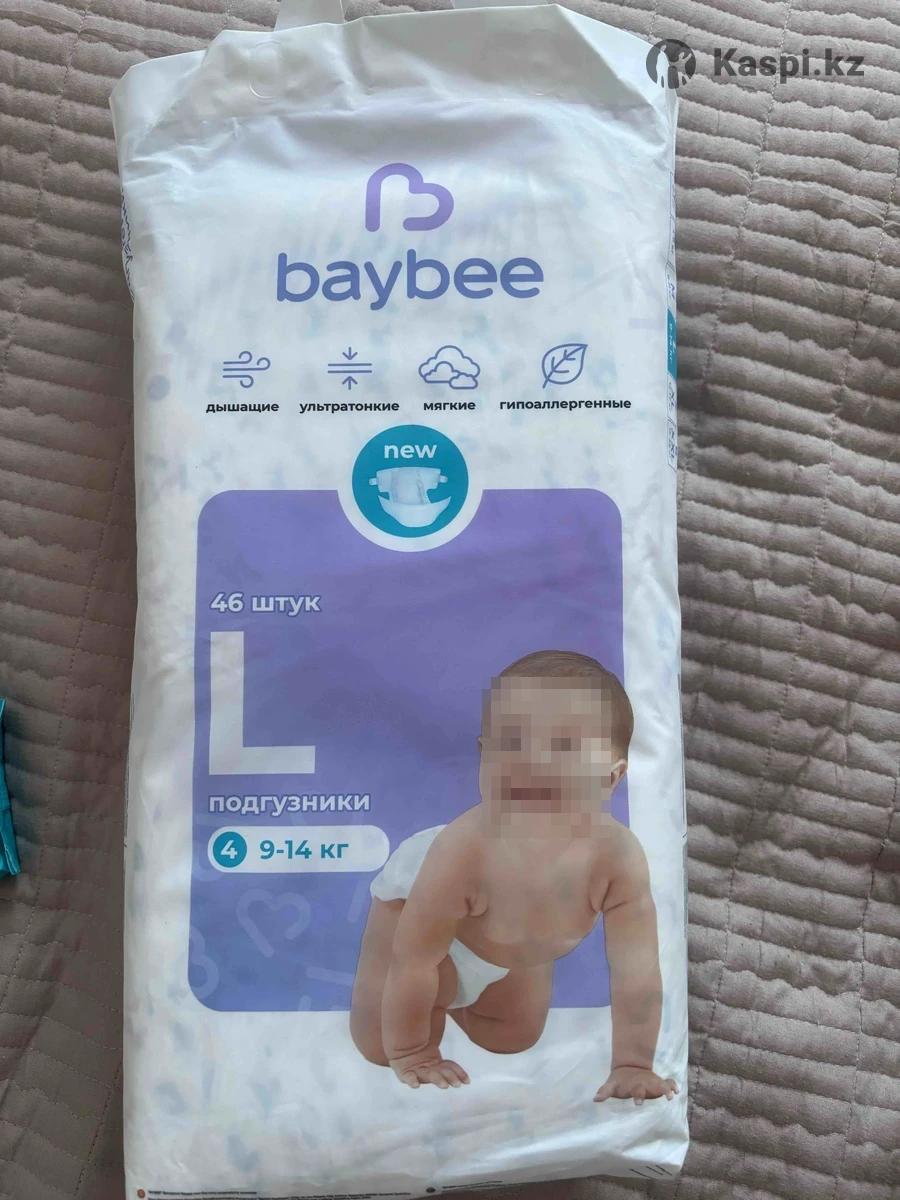 Kaspi.kz
baybee
дышащие
ультратонкие
мягкие
гипоаллергенные
new
46 штук
L
подгузники
4 9-14 кг